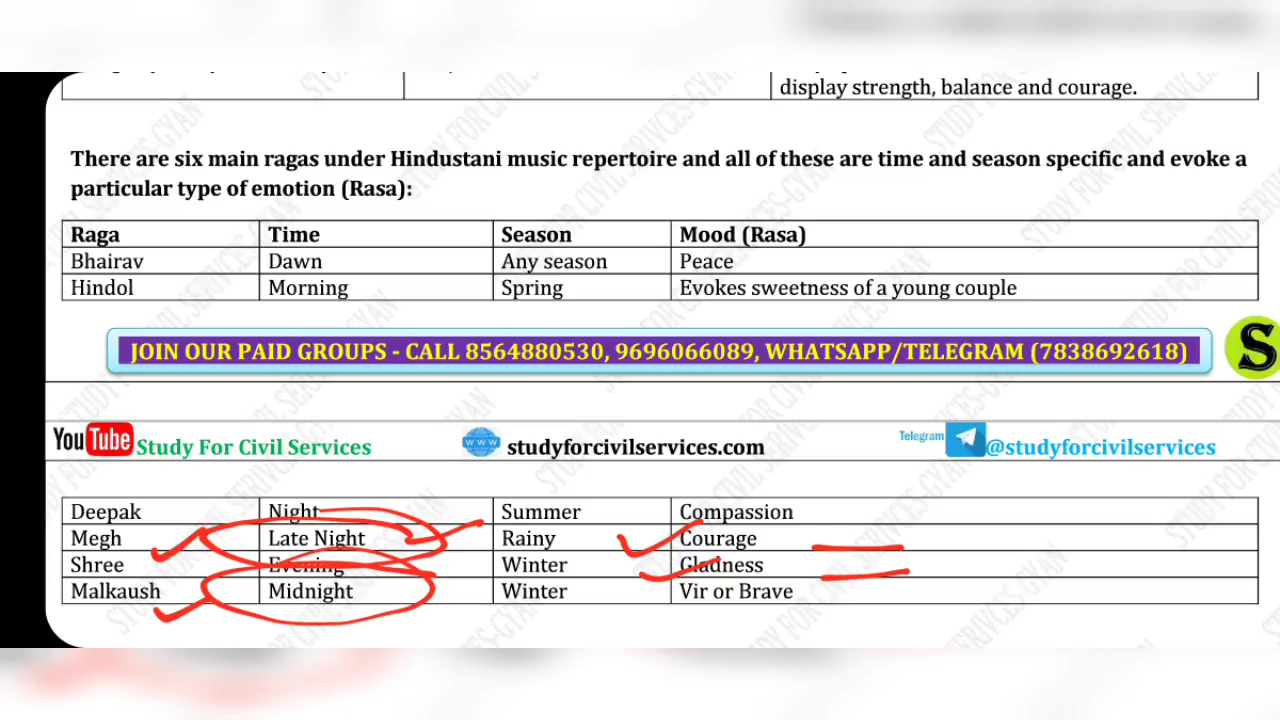 display strength, balance and courage.
There are six main ragas under Hindustani music repertoire and all of these are time and season specific and evoke a
particular type of emotion (Rasa):
Raga Time Season Mood (Rasa)
Bhairav Dawn Any season Peace
Hindol Morning Spring Evokes sweetness of a young couple
JOIN OUR PAID GROUPS - CALL 8564880530, 9696066089, WHATSAPP/TELEGRAM (7838692618)
S
YouTube Study For Civil Services www studyforcivilservices.com Telegram @studyforcivilservices
Deepak Night Summer Compassion
Megh Late Night Rainy Courage
Shree Evening Winter Gladness
Malkaush Midnight Winter Vir or Brave